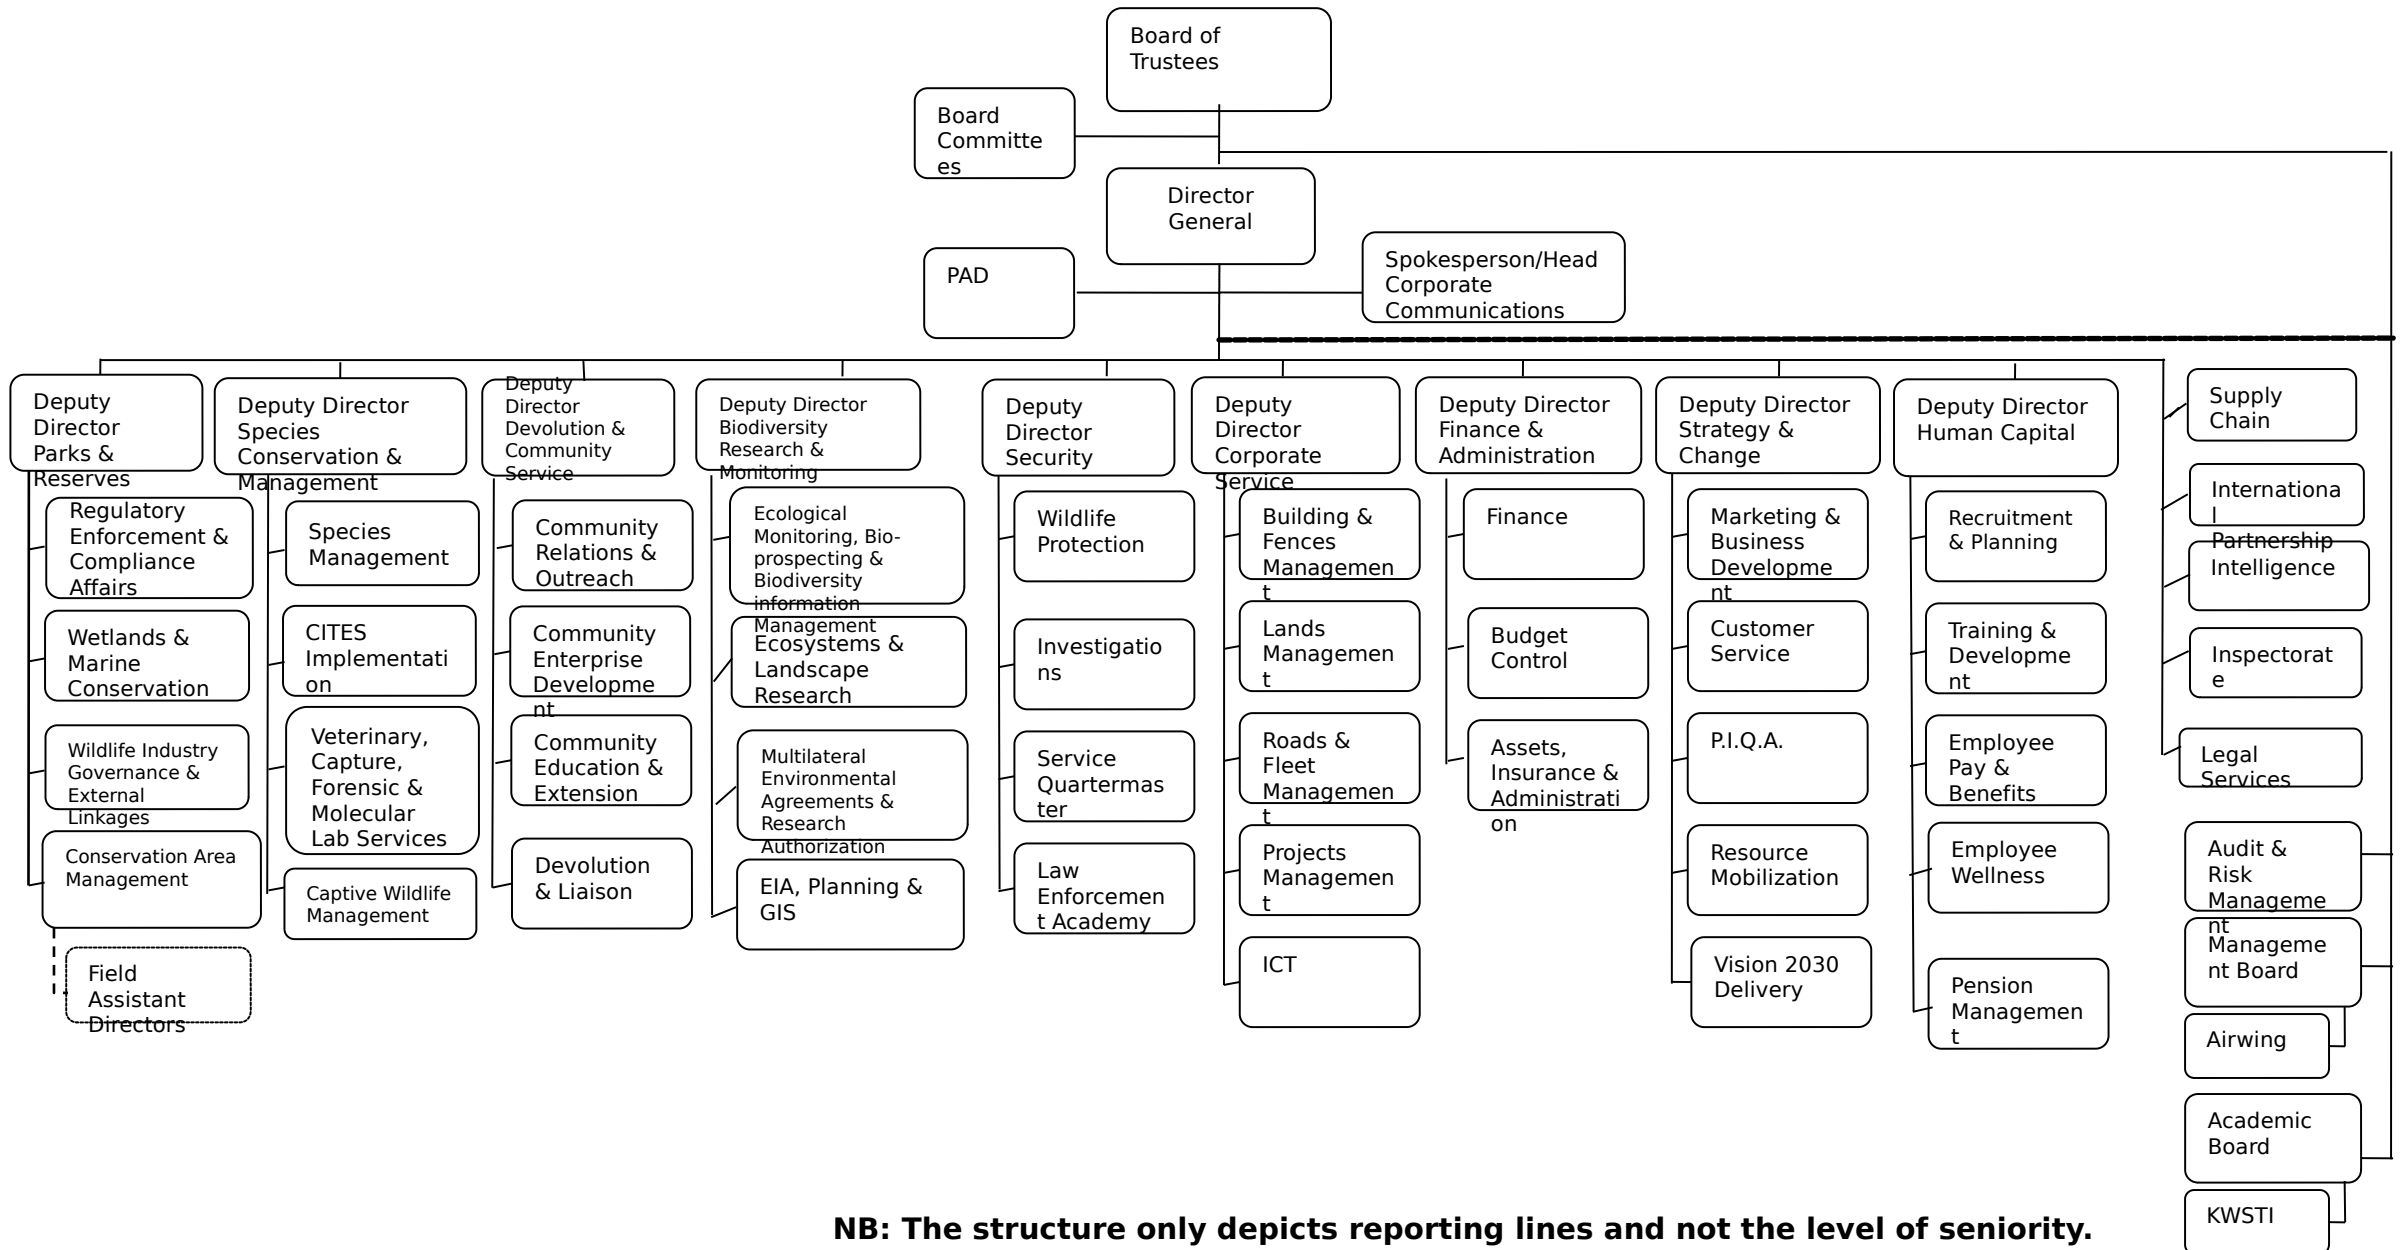 Board of
Trustees
Board
Committe
es
Director
General
PAD
Spokesperson/Head
Corporate
Communications
Deputy
Director
Parks &
Reserves
Regulatory
Enforcement &
Compliance
Affairs
Wetlands &
Marine
Conservation
Wildlife Industry
Governance &
External
Linkages
Conservation Area
Management
Field
Assistant
Directors
Deputy Director
Species
Conservation &
Management
Species
Management
CITES
Implementati
on
Veterinary,
Capture,
Forensic &
Molecular
Lab Services
Captive Wildlife
Management
Deputy
Director
Devolution &
Community
Service
Community
Relations &
Outreach
Community
Enterprise
Developme
nt
Community
Education &
Extension
Devolution
& Liaison
Deputy Director
Biodiversity
Research &
Monitoring
Ecological
Monitoring, Bio-
prospecting &
Biodiversity
information
Management
Ecosystems &
Landscape
Research
Multilateral
Environmental
Agreements &
Research
Authorization
EIA, Planning &
GIS
Deputy
Director
Security
Wildlife
Protection
Investigatio
ns
Service
Quartermas
ter
Law
Enforcemen
t Academy
Deputy
Director
Corporate
Service
Building &
Fences
Managemen
t
Lands
Managemen
t
Roads &
Fleet
Managemen
t
Projects
Managemen
t
ICT
Deputy Director
Finance &
Administration
Finance
Budget
Control
Assets,
Insurance &
Administrati
on
Deputy Director
Strategy &
Change
Marketing &
Business
Developme
nt
Customer
Service
P.I.Q.A.
Resource
Mobilization
Vision 2030
Delivery
Deputy Director
Human Capital
Recruitment
& Planning
Training &
Developme
nt
Employee
Pay &
Benefits
Employee
Wellness
Pension
Managemen
t
Supply
Chain
Internationa
l
Partnership
Intelligence
Inspectorat
e
Legal
Services
Audit &
Risk
Manageme
nt
Manageme
nt Board
Airwing
Academic
Board
KWSTI
NB: The structure only depicts reporting lines and not the level of seniority.